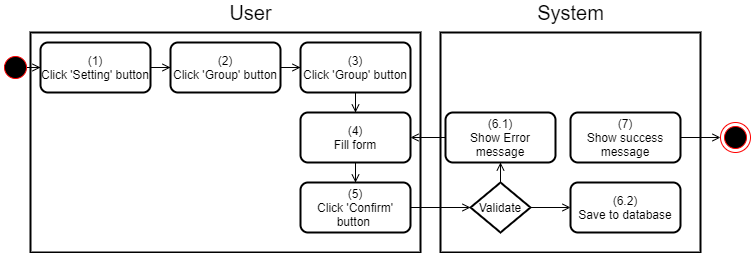 User
System
(1)
Click 'Setting' button
(2)
Click 'Group' button
(3)
Click 'Group' button
(4)
Fill form
(5)
Click 'Confirm'
button
(6.1)
Show Error
message
(7)
Show success
message
Validate
(6.2)
Save to database